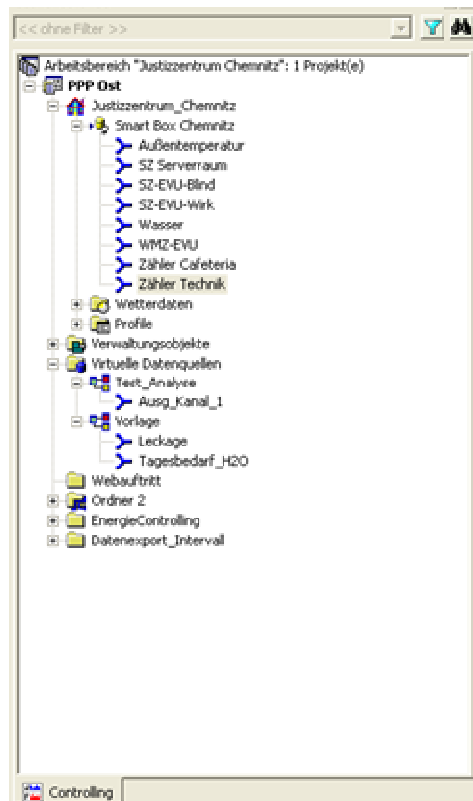 << ohne Filter >>
Arbeitsbereich "Justizzentrum Chemnitz": 1 Projekt(e)
PPP Ost
Justizzentrum_Chemnitz
Smart Box Chemnitz
Außentemperatur
SZ Serverraum
SZ-EVU-Blind
SZ-EVU-Wirk
Wasser
WMZ-EVU
Zähler Cafeteria
Zähler Technik
Wetterdaten
Profile
Verwaltungsobjekte
Virtuelle Datenquellen
Test_Analyse
Ausg_Kanal_1
Vorlage
Leckage
Tagesbedarf_H2O
Webauftritt
Ordner 2
EnergieControlling
Datenexport_Intervall
Controlling